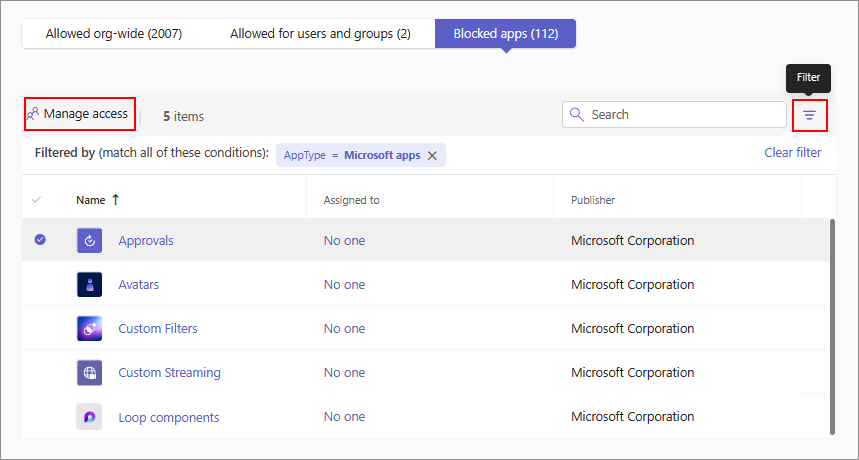 Allowed org-wide (2007) Allowed for users and groups (2) Blocked apps (112)
Filter
Manage access 5 items Search
Filtered by (match all of these conditions): AppType = Microsoft apps Clear filter
Name Assigned to Publisher
Approvals No one Microsoft Corporation
Avatars No one Microsoft Corporation
Custom Filters No one Microsoft Corporation
Custom Streaming No one Microsoft Corporation
Loop components No one Microsoft Corporation